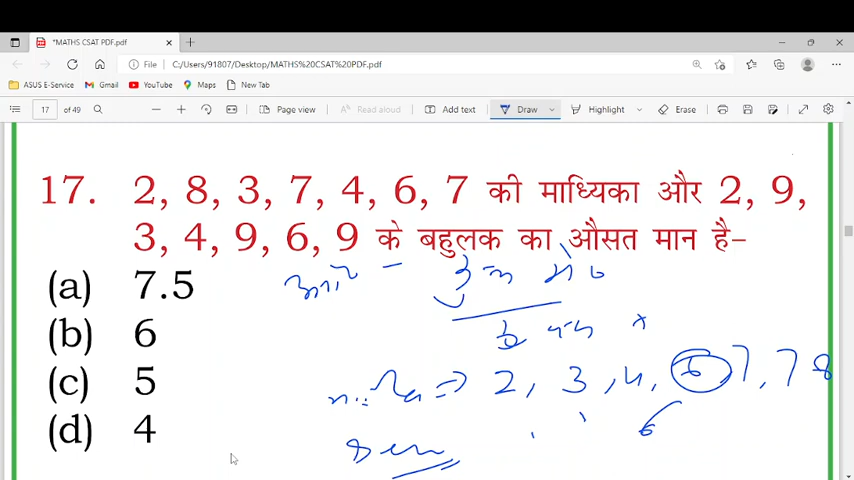 *MATHS CSAT PDF.pdf
File C:/Users/91807/Desktop/MATHS%20CSAT%20PDF.pdf
ASUS E-Service Gmail YouTube Maps New Tab
17 of 49 Page view Read aloud Add text Draw Highlight Erase
17. 2, 8, 3, 7, 4, 6, 7 की माध्यिका और 2, 9,
3, 4, 9, 6, 9 के बहुलक का औसत मान है–
(a) 7.5
(b) 6
(c) 5
(d) 4
2, 3, 4, 6, 7, 7 8
6